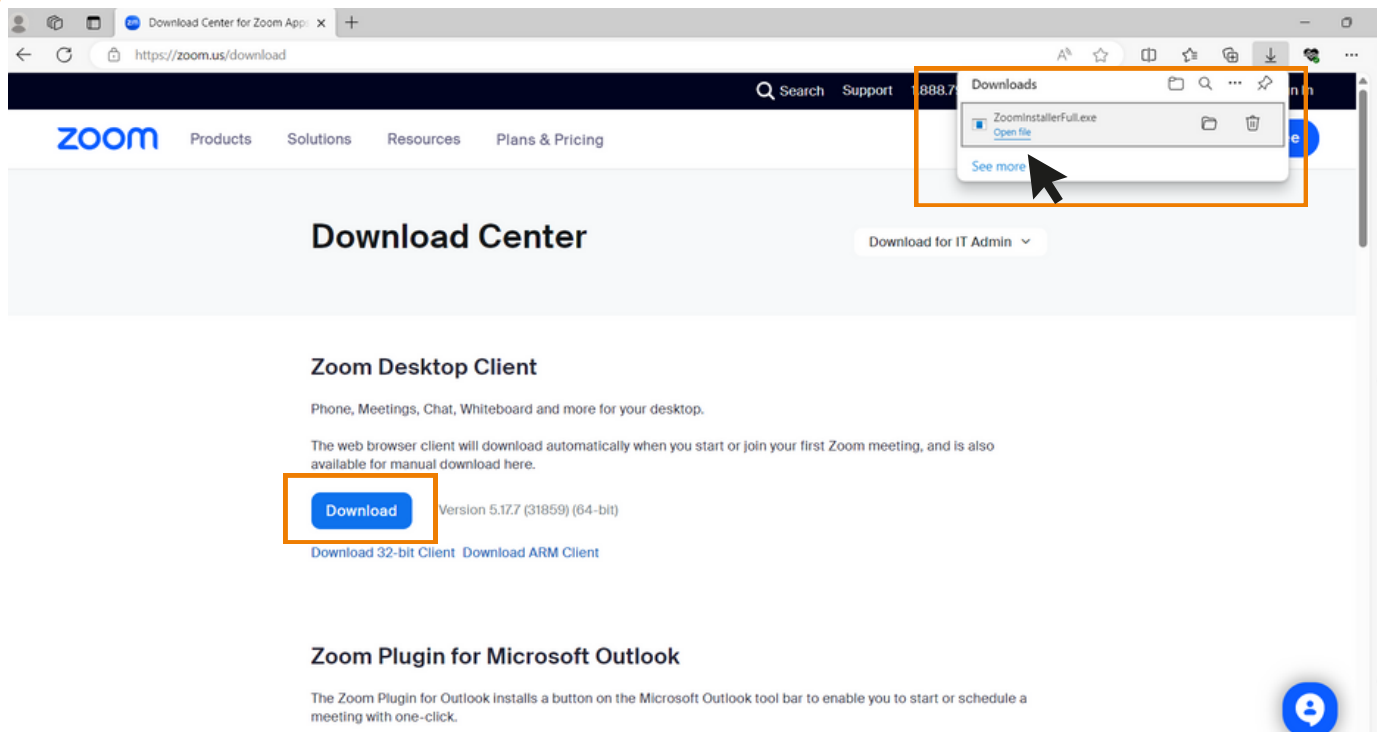 Download Center for Zoom App
https://zoom.us/download
Search Support 1.888.79
Downloads
ZoomInstallerFull.exe
Open file
See more
zoom Products Solutions Resources Plans & Pricing
Download Center
Download for IT Admin
Zoom Desktop Client
Phone, Meetings, Chat, Whiteboard and more for your desktop.
The web browser client will download automatically when you start or join your first Zoom meeting, and is also
available for manual download here.
Download Version 5.17.7 (31859) (64-bit)
Download 32-bit Client Download ARM Client
Zoom Plugin for Microsoft Outlook
The Zoom Plugin for Outlook installs a button on the Microsoft Outlook tool bar to enable you to start or schedule a
meeting with one-click.